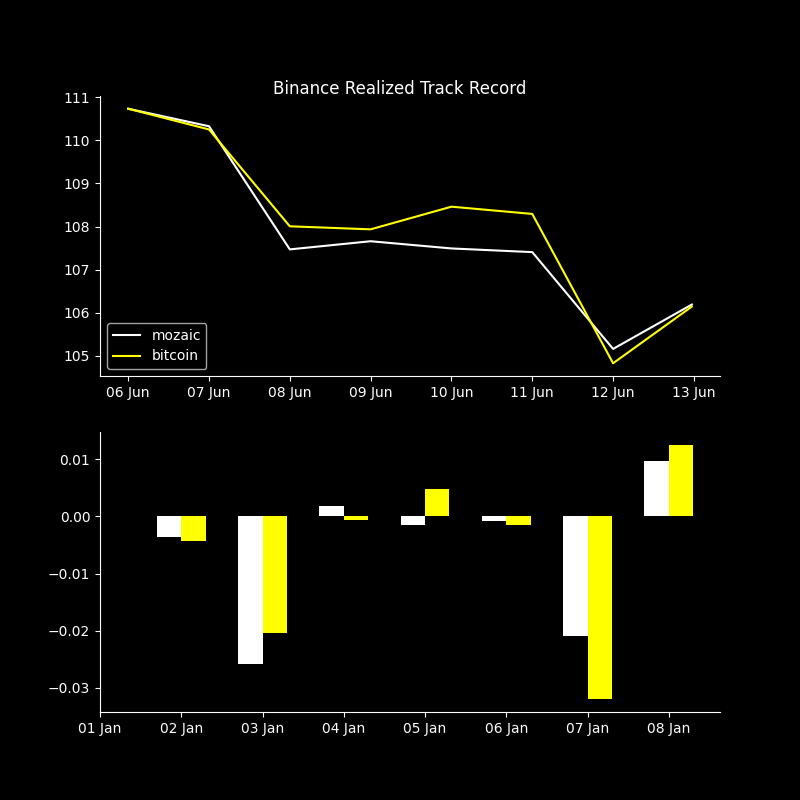 Binance Realized Track Record
111
110
109
108
107
106
105
mozaic
bitcoin
06 Jun 07 Jun 08 Jun 09 Jun 10 Jun 11 Jun 12 Jun 13 Jun
0.01
0.00
−0.01
−0.02
−0.03
01 Jan 02 Jan 03 Jan 04 Jan 05 Jan 06 Jan 07 Jan 08 Jan